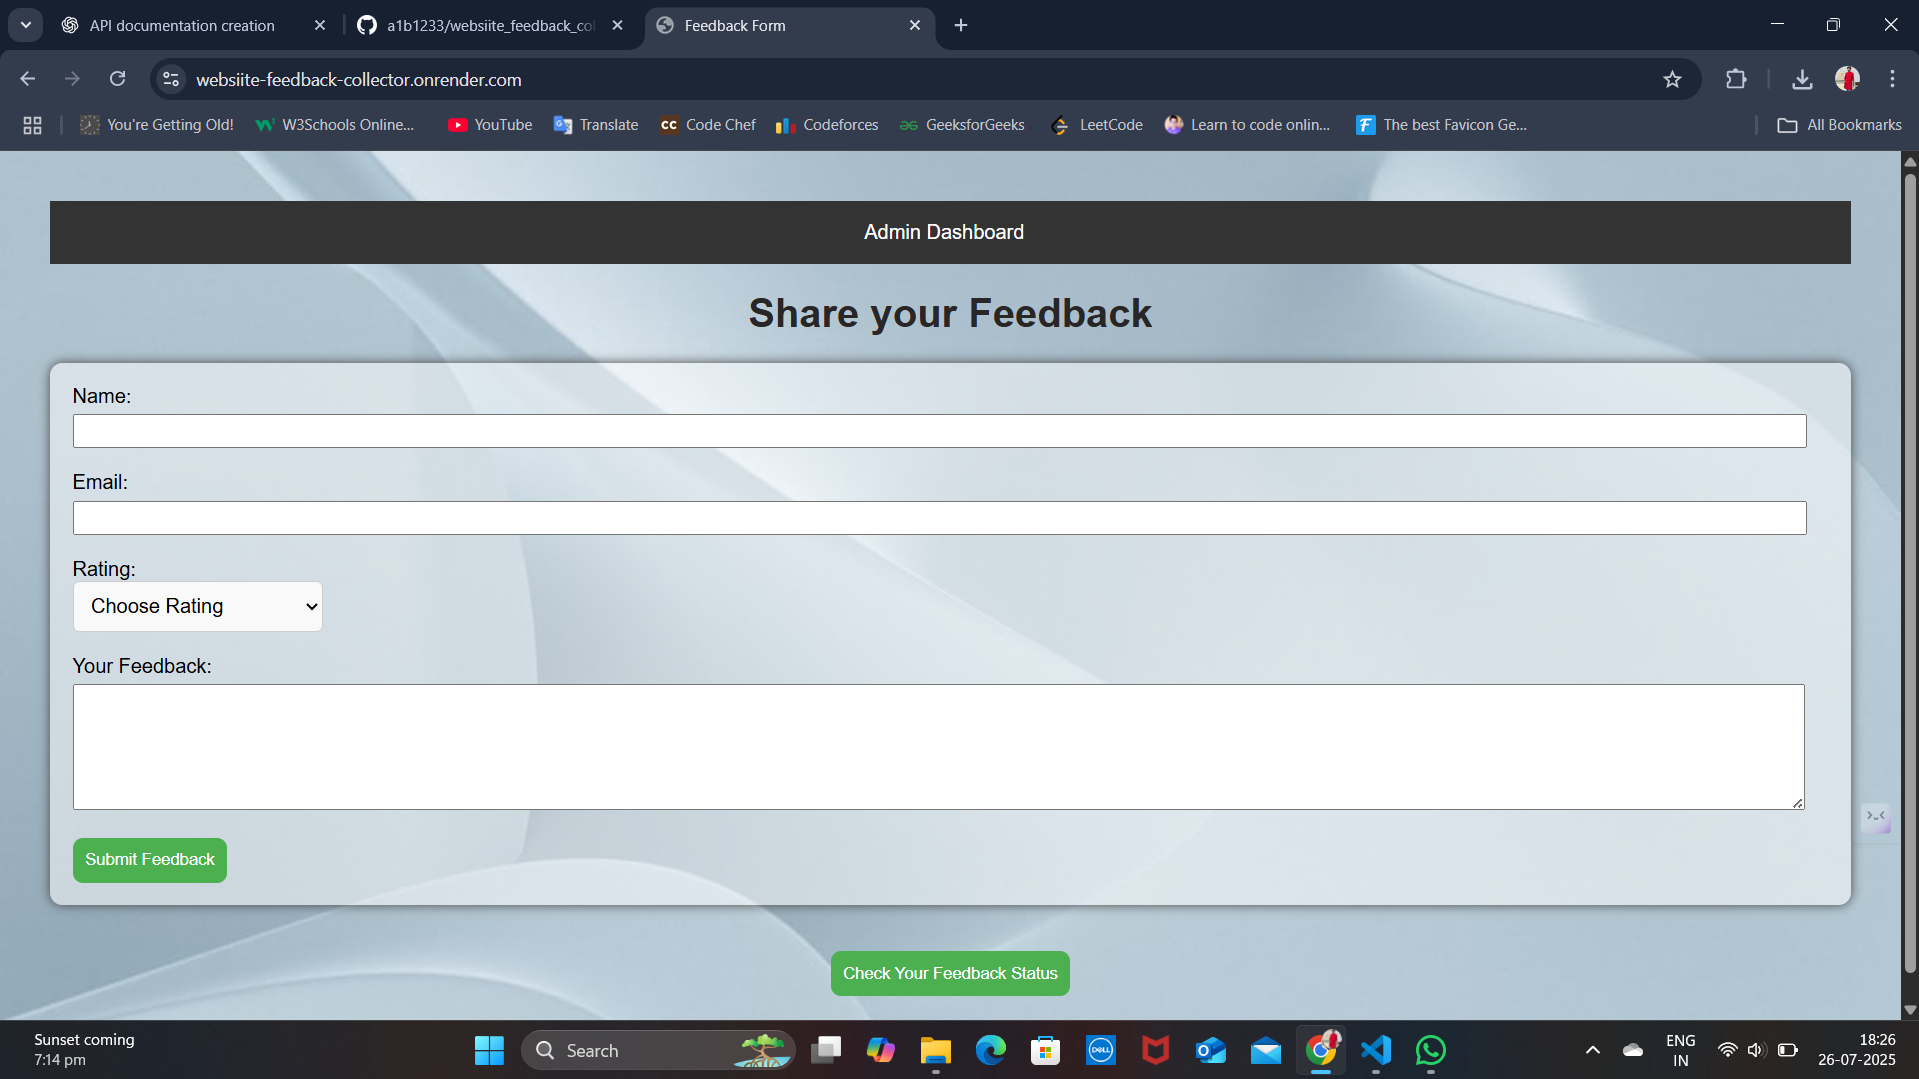 API documentation creation
a1b1233/websiite_feedback_co
Feedback Form
websiite-feedback-collector.onrender.com
You're Getting Old!
W3Schools Online...
YouTube
Translate
CC
Code Chef
Codeforces
GeeksforGeeks
LeetCode
Learn to code onlin...
F
The best Favicon Ge...
All Bookmarks
Admin Dashboard
Share your Feedback
Name:
Email:
Rating:
Choose Rating
Your Feedback:
Submit Feedback
Check Your Feedback Status
Sunset coming
7:14 pm
Search
DELL
ENG
IN
18:26
26-07-2025